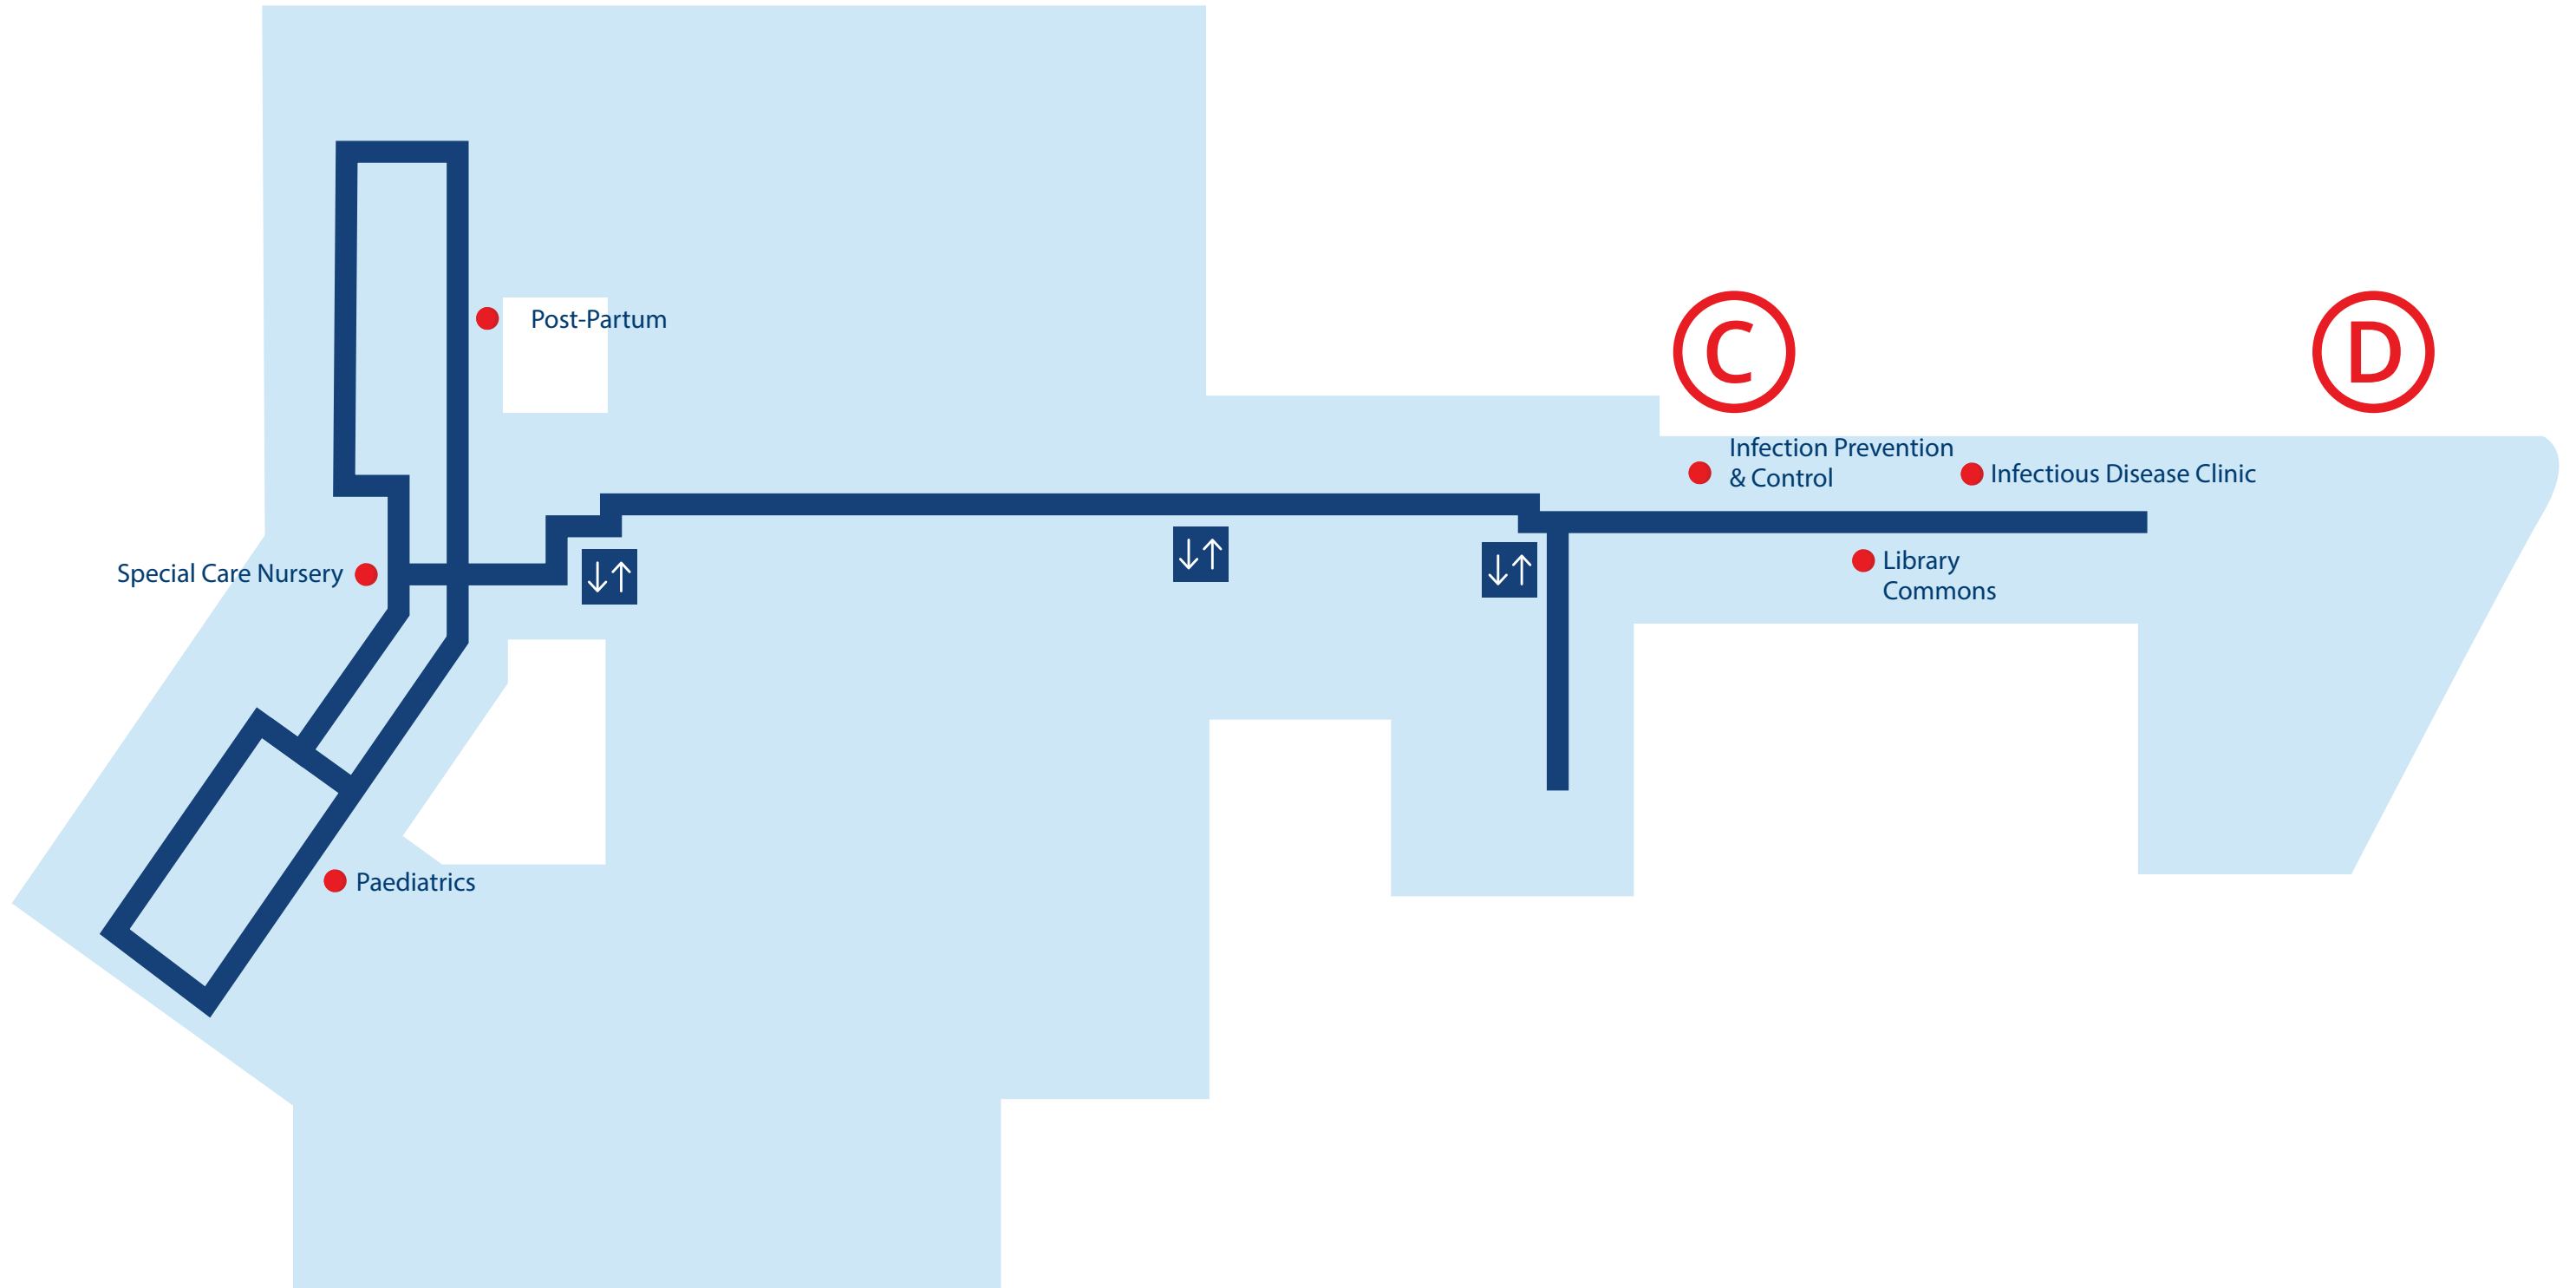 Post-Partum
C
D
Infection Prevention
& Control
Infectious Disease Clinic
Special Care Nursery
Library
Commons
Paediatrics